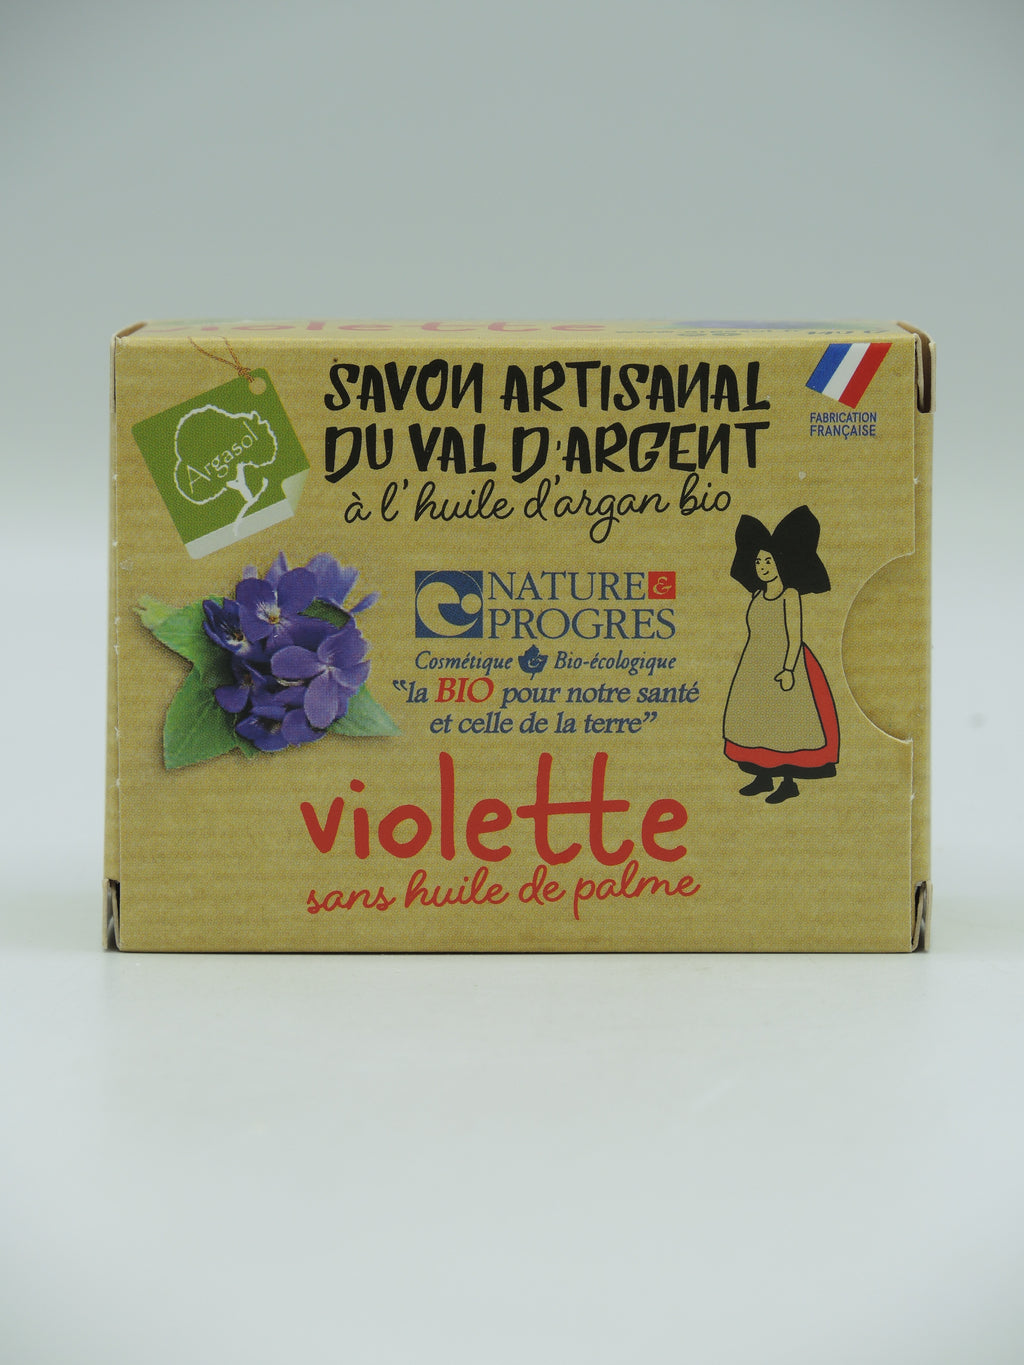 violette
SAVON ARTISANAL
DU VAL D'ARGENT
à l'huile d'argan bio
Argasol
FABRICATION
FRANÇAISE
NATURE &
PROGRES
Cosmétique & Bio-écologique
"la BIO pour notre santé
et celle de la terre"
violette
sans huile de palme